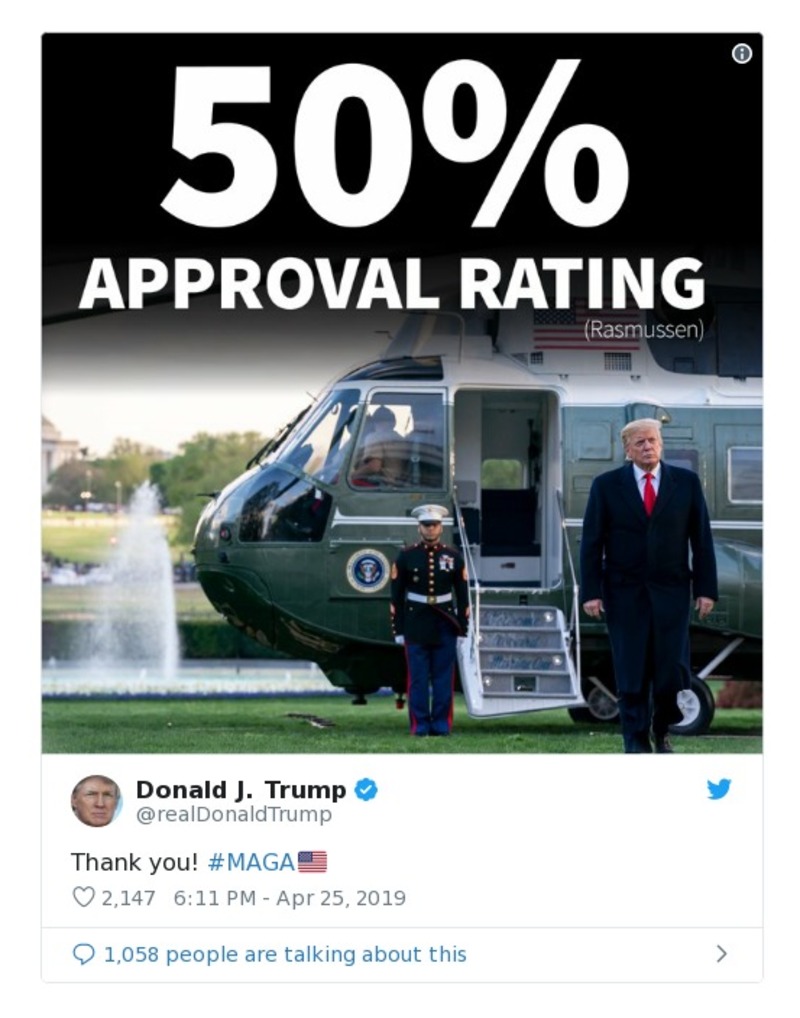 50%
APPROVAL RATING
(Rasmussen)
Donald J. Trump
@realDonaldTrump
Thank you! #MAGA🇺🇸
2,147 6:11 PM - Apr 25, 2019
1,058 people are talking about this